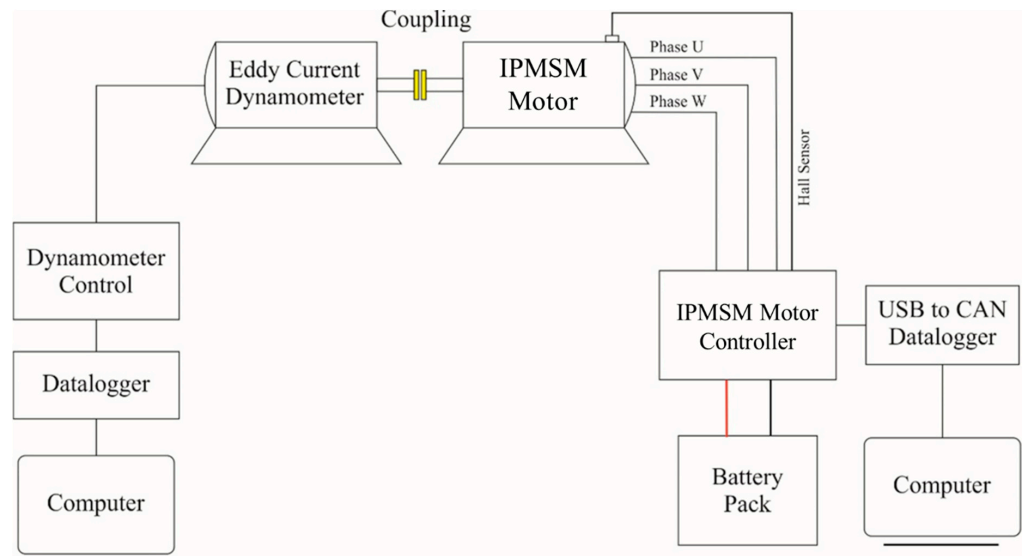 Coupling
Eddy Current
Dynamometer
IPMSM
Motor
Phase U
Phase V
Phase W
Hall Sensor
Dynamometer
Control
IPMSM Motor
Controller
USB to CAN
Datalogger
Datalogger
Battery
Pack
Computer
Computer